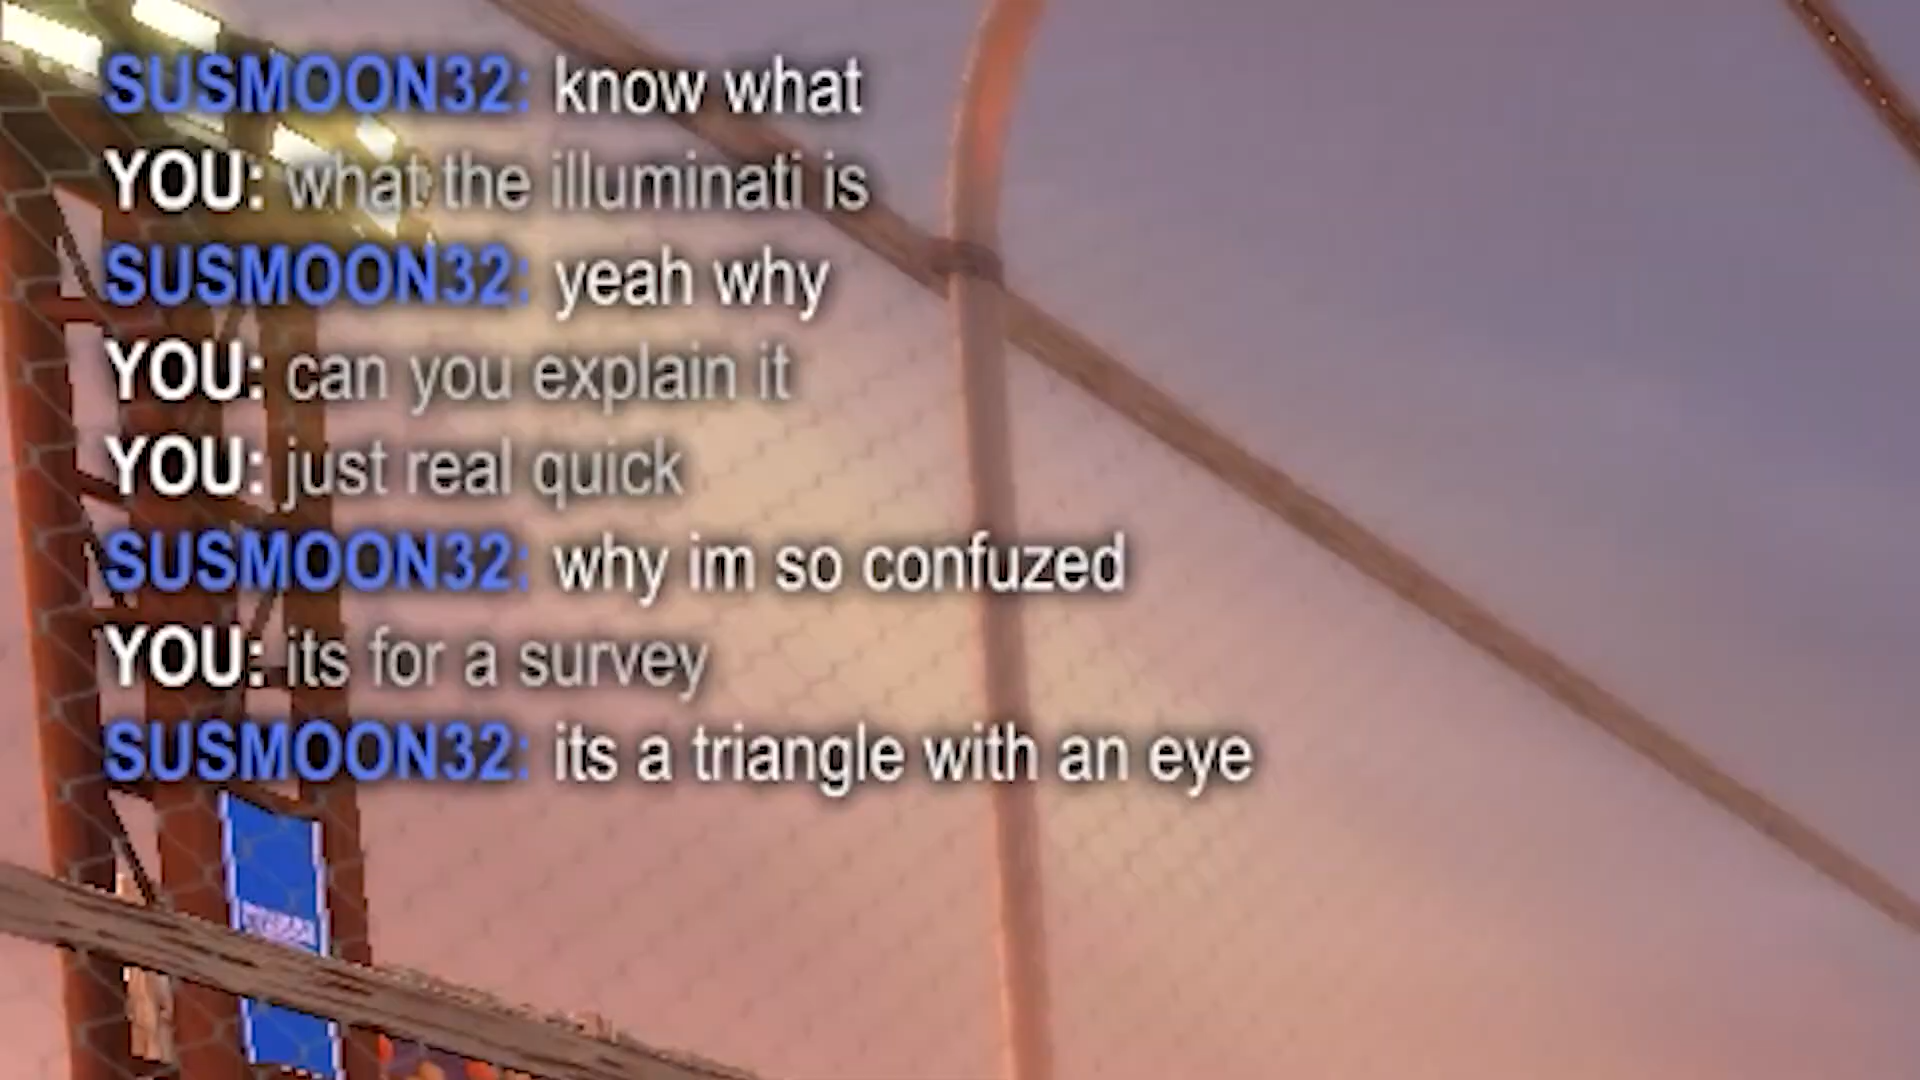 SUSMOON32: know what
YOU: what the illuminati is
SUSMOON32: yeah why
YOU: can you explain it
YOU: just real quick
SUSMOON32: why im so confuzed
YOU: its for a survey
SUSMOON32: its a triangle with an eye